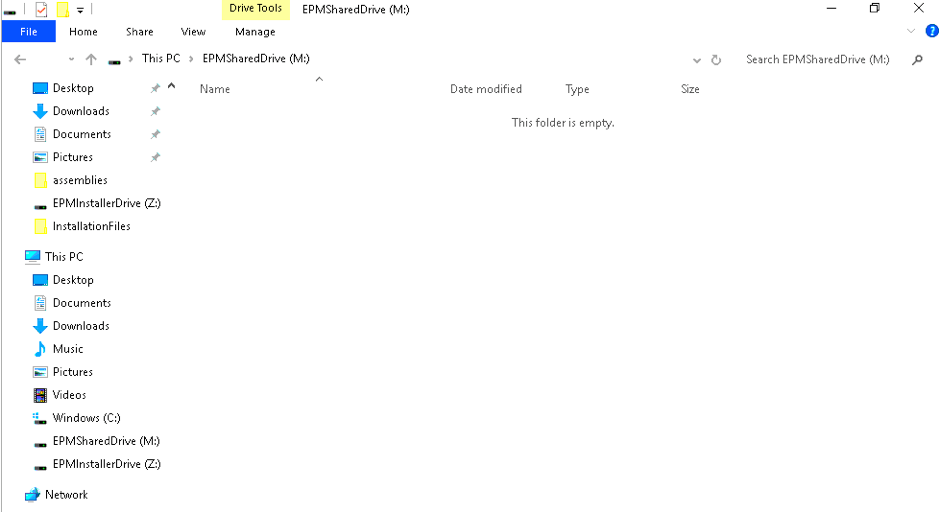 Drive Tools EPMSharedDrive (M:)
File Home Share View Manage
This PC EPMSharedDrive (M:) Search EPMSharedDrive (M:)
Name Date modified Type Size
This folder is empty.
Desktop
Downloads
Documents
Pictures
assemblies
EPMInstallerDrive (Z:)
InstallationFiles
This PC
Desktop
Documents
Downloads
Music
Pictures
Videos
Windows (C:)
EPMSharedDrive (M:)
EPMInstallerDrive (Z:)
Network